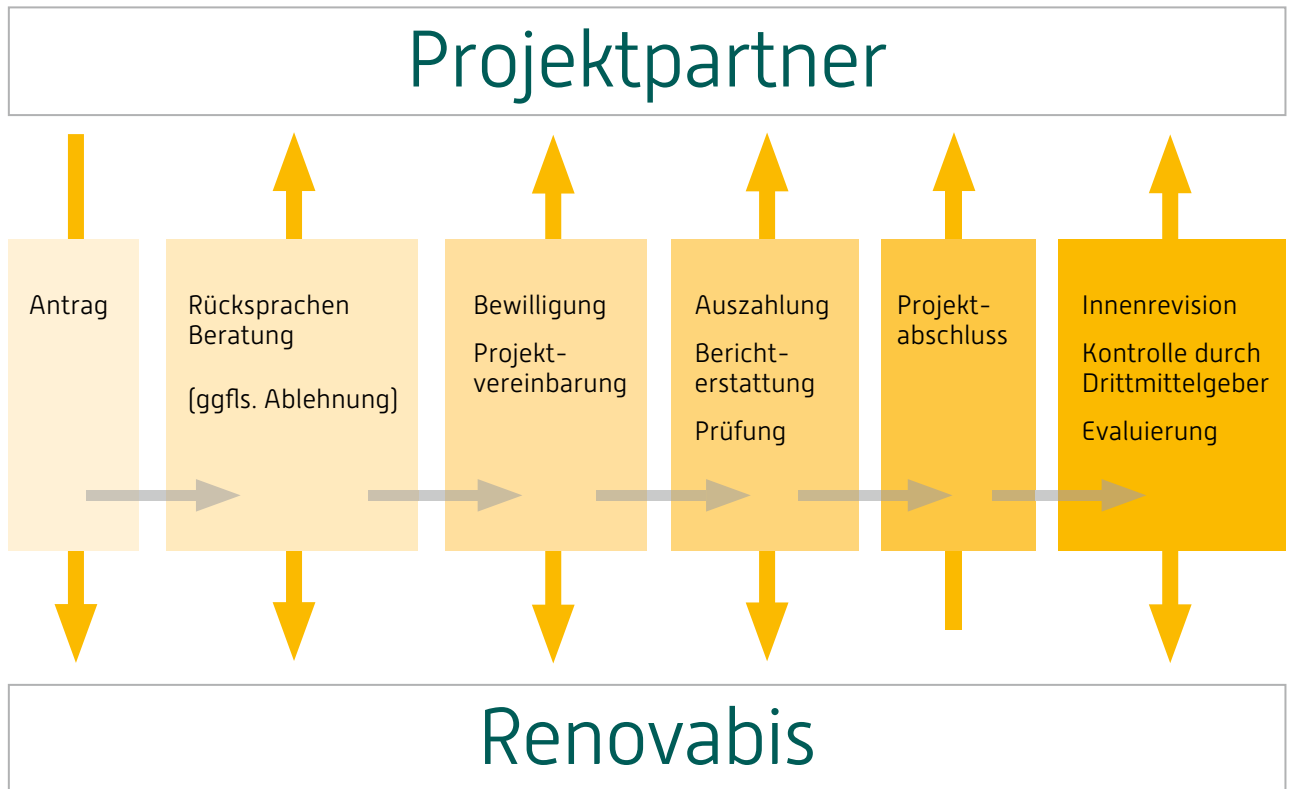 Projektpartner
Antrag
Rücksprachen
Beratung
(ggfls. Ablehnung)
Bewilligung
Projekt-
vereinbarung
Auszahlung
Bericht-
erstattung
Prüfung
Projekt-
abschluss
Innenrevision
Kontrolle durch
Drittmittelgeber
Evaluierung
Renovabis